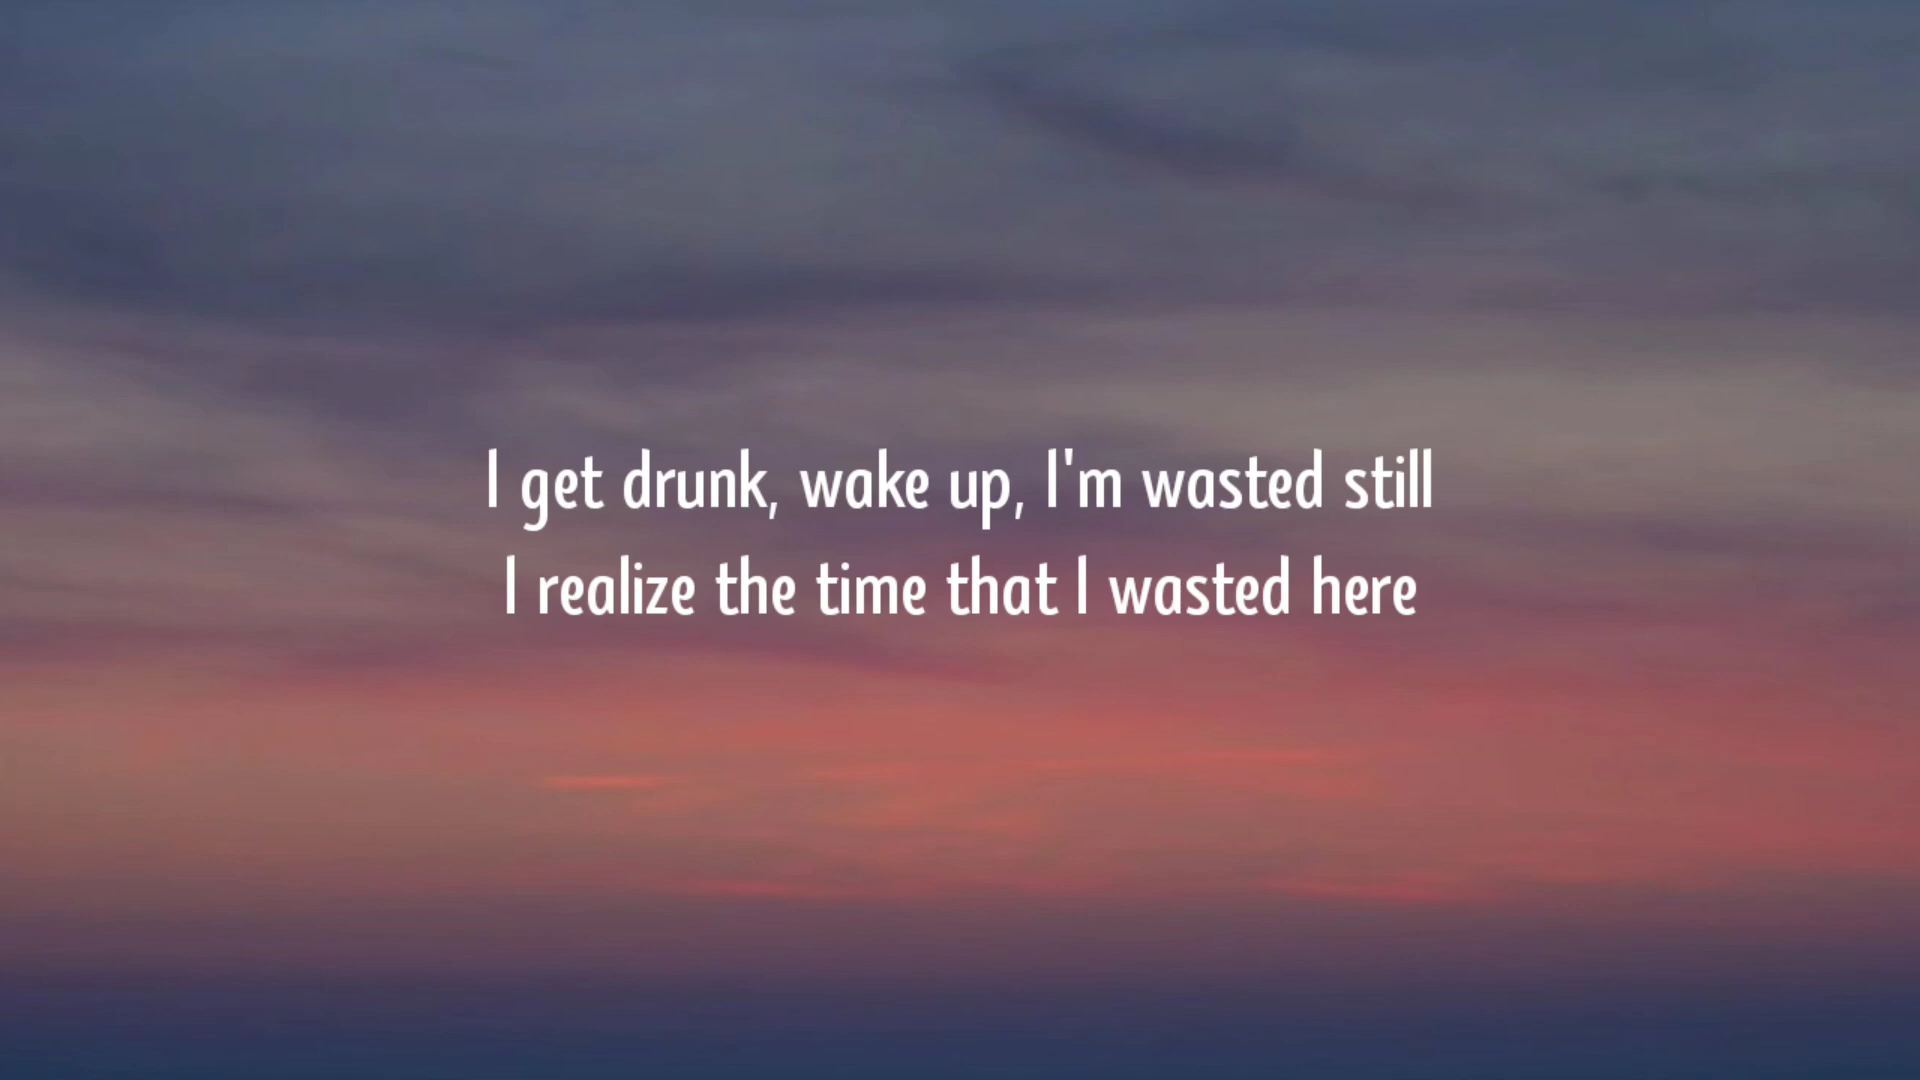 I get drunk, wake up, I'm wasted still
I realize the time that I wasted here